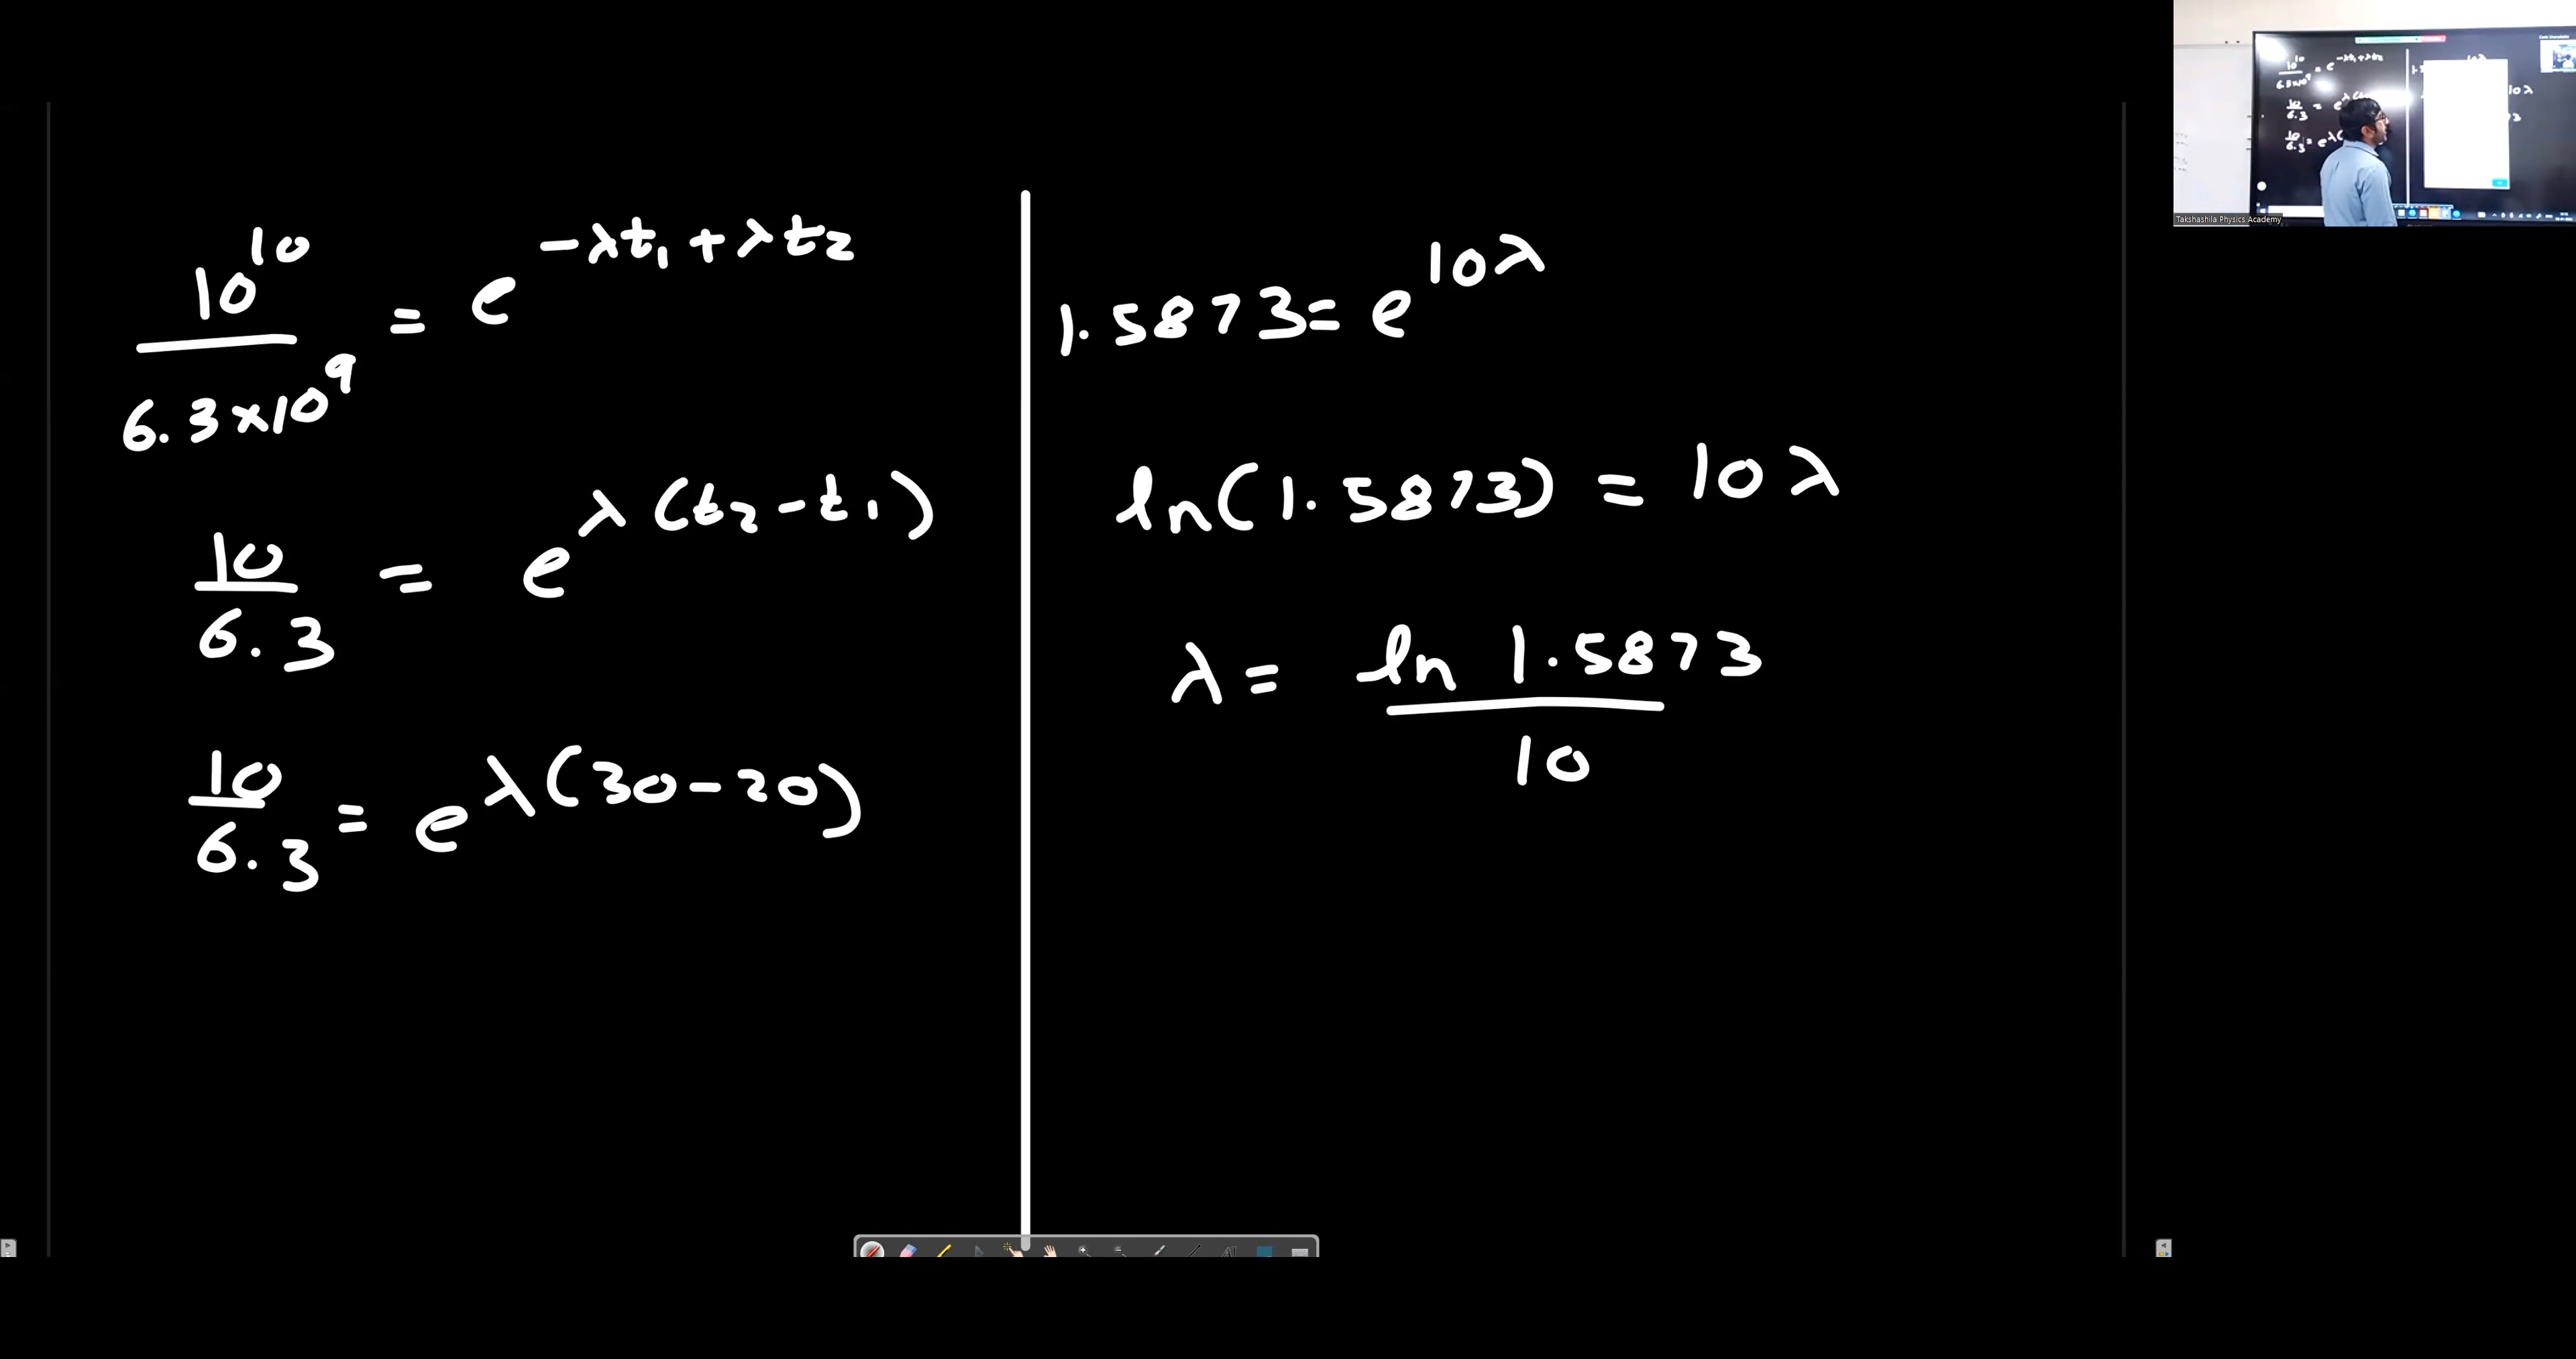 10^10 / 6.3×10^9 = e^(-λt₁+λt₂)
10/6.3 = e^λ(t₂-t₁)
10/6.3 = e^λ(30-20)
1.5873 = e^10λ
ln(1.5873) = 10λ
λ = ln 1.5873 / 10
Takshashila Physics Academy